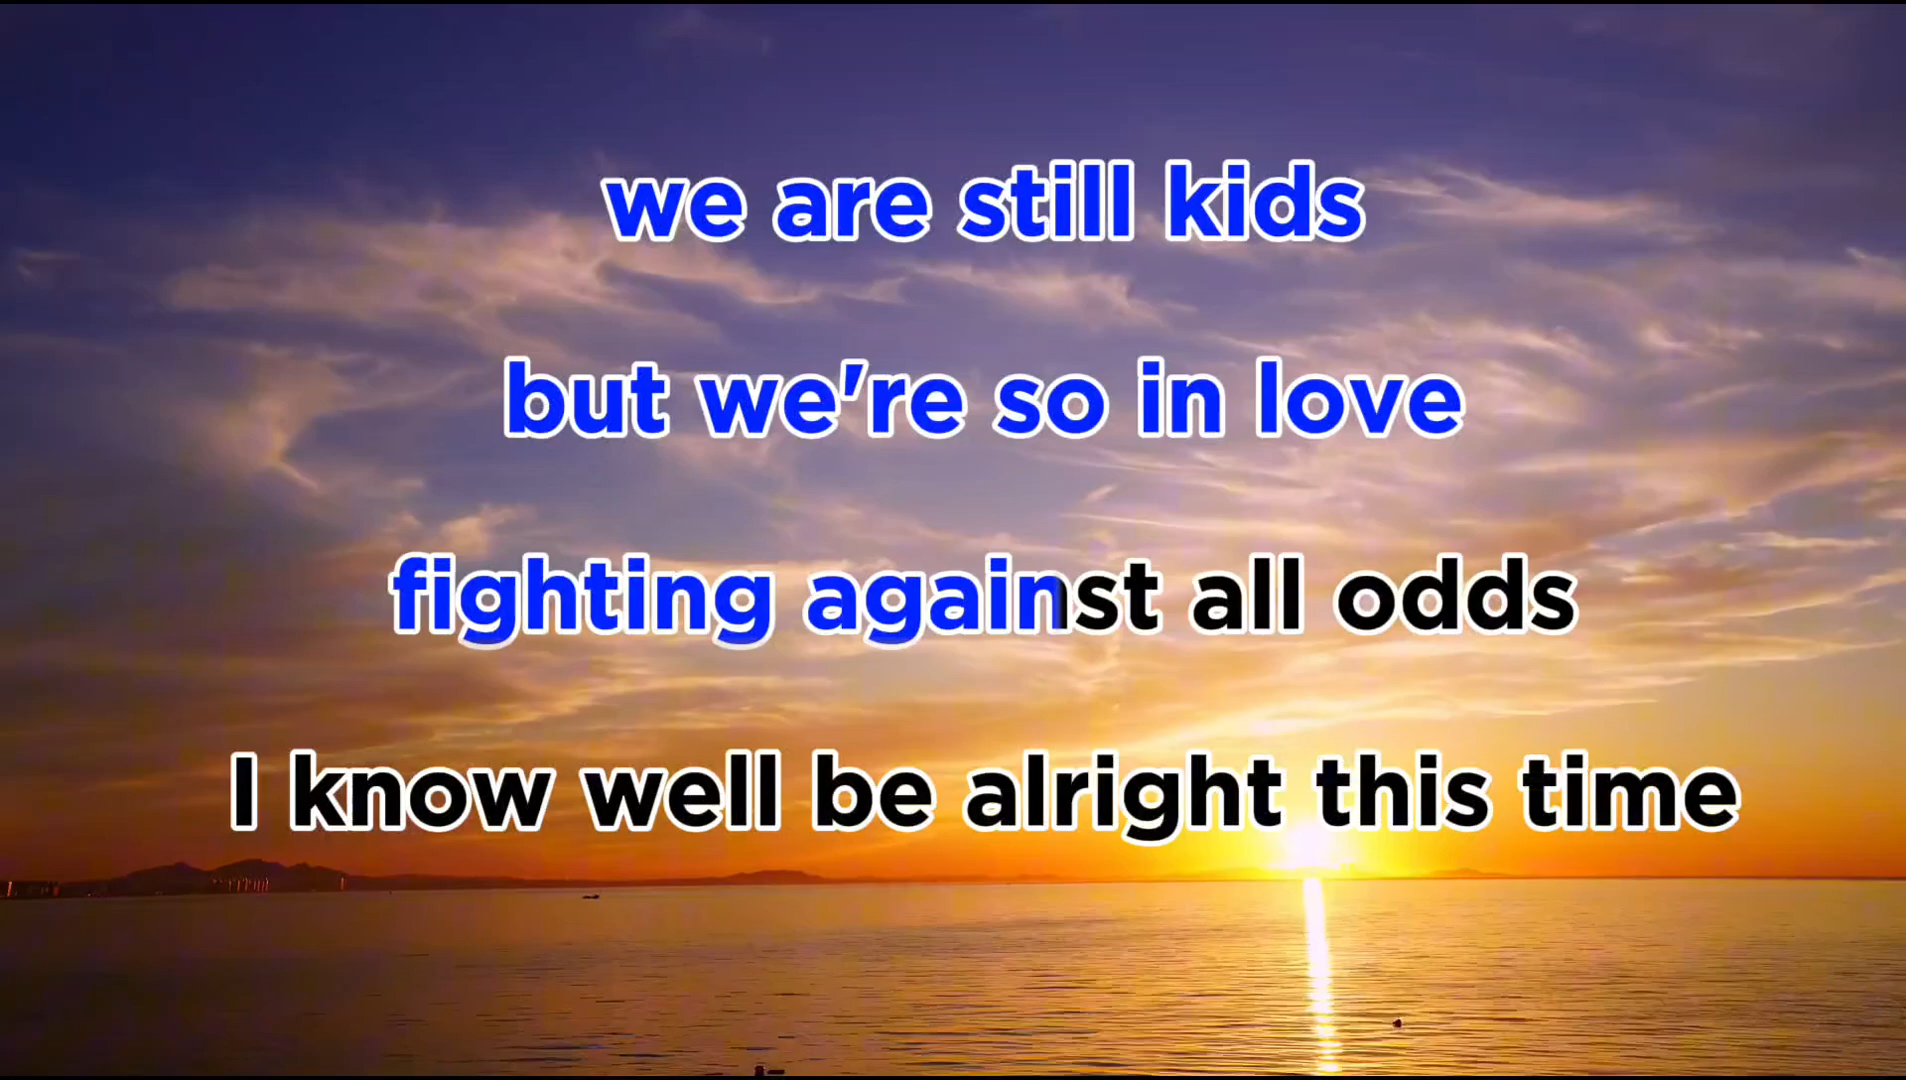 we are still kids
but we're so in love
fighting against all odds
I know well be alright this time